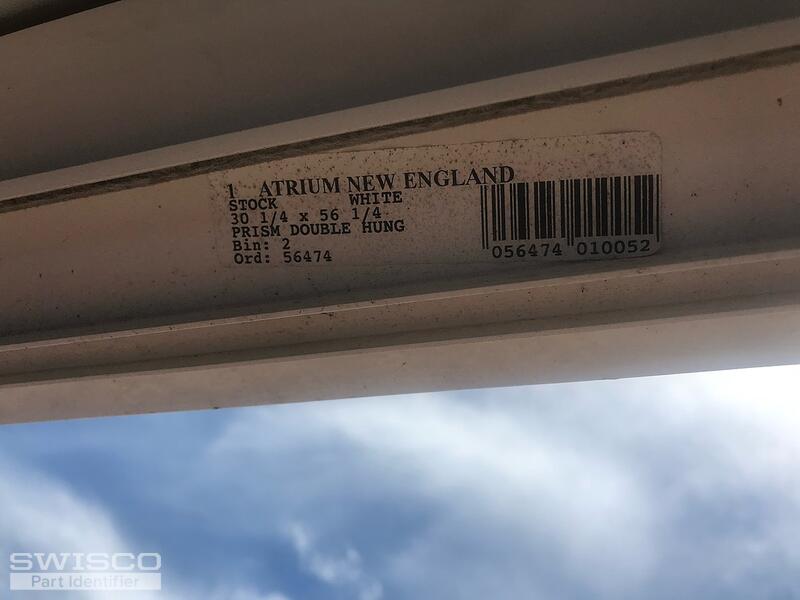 1 ATRIUM NEW ENGLAND
STOCK WHITE
30 1/4 x 56 1/4
PRISM DOUBLE HUNG
Bin: 2
Ord: 56474
056474 010052
SWISCO
Part Identifier